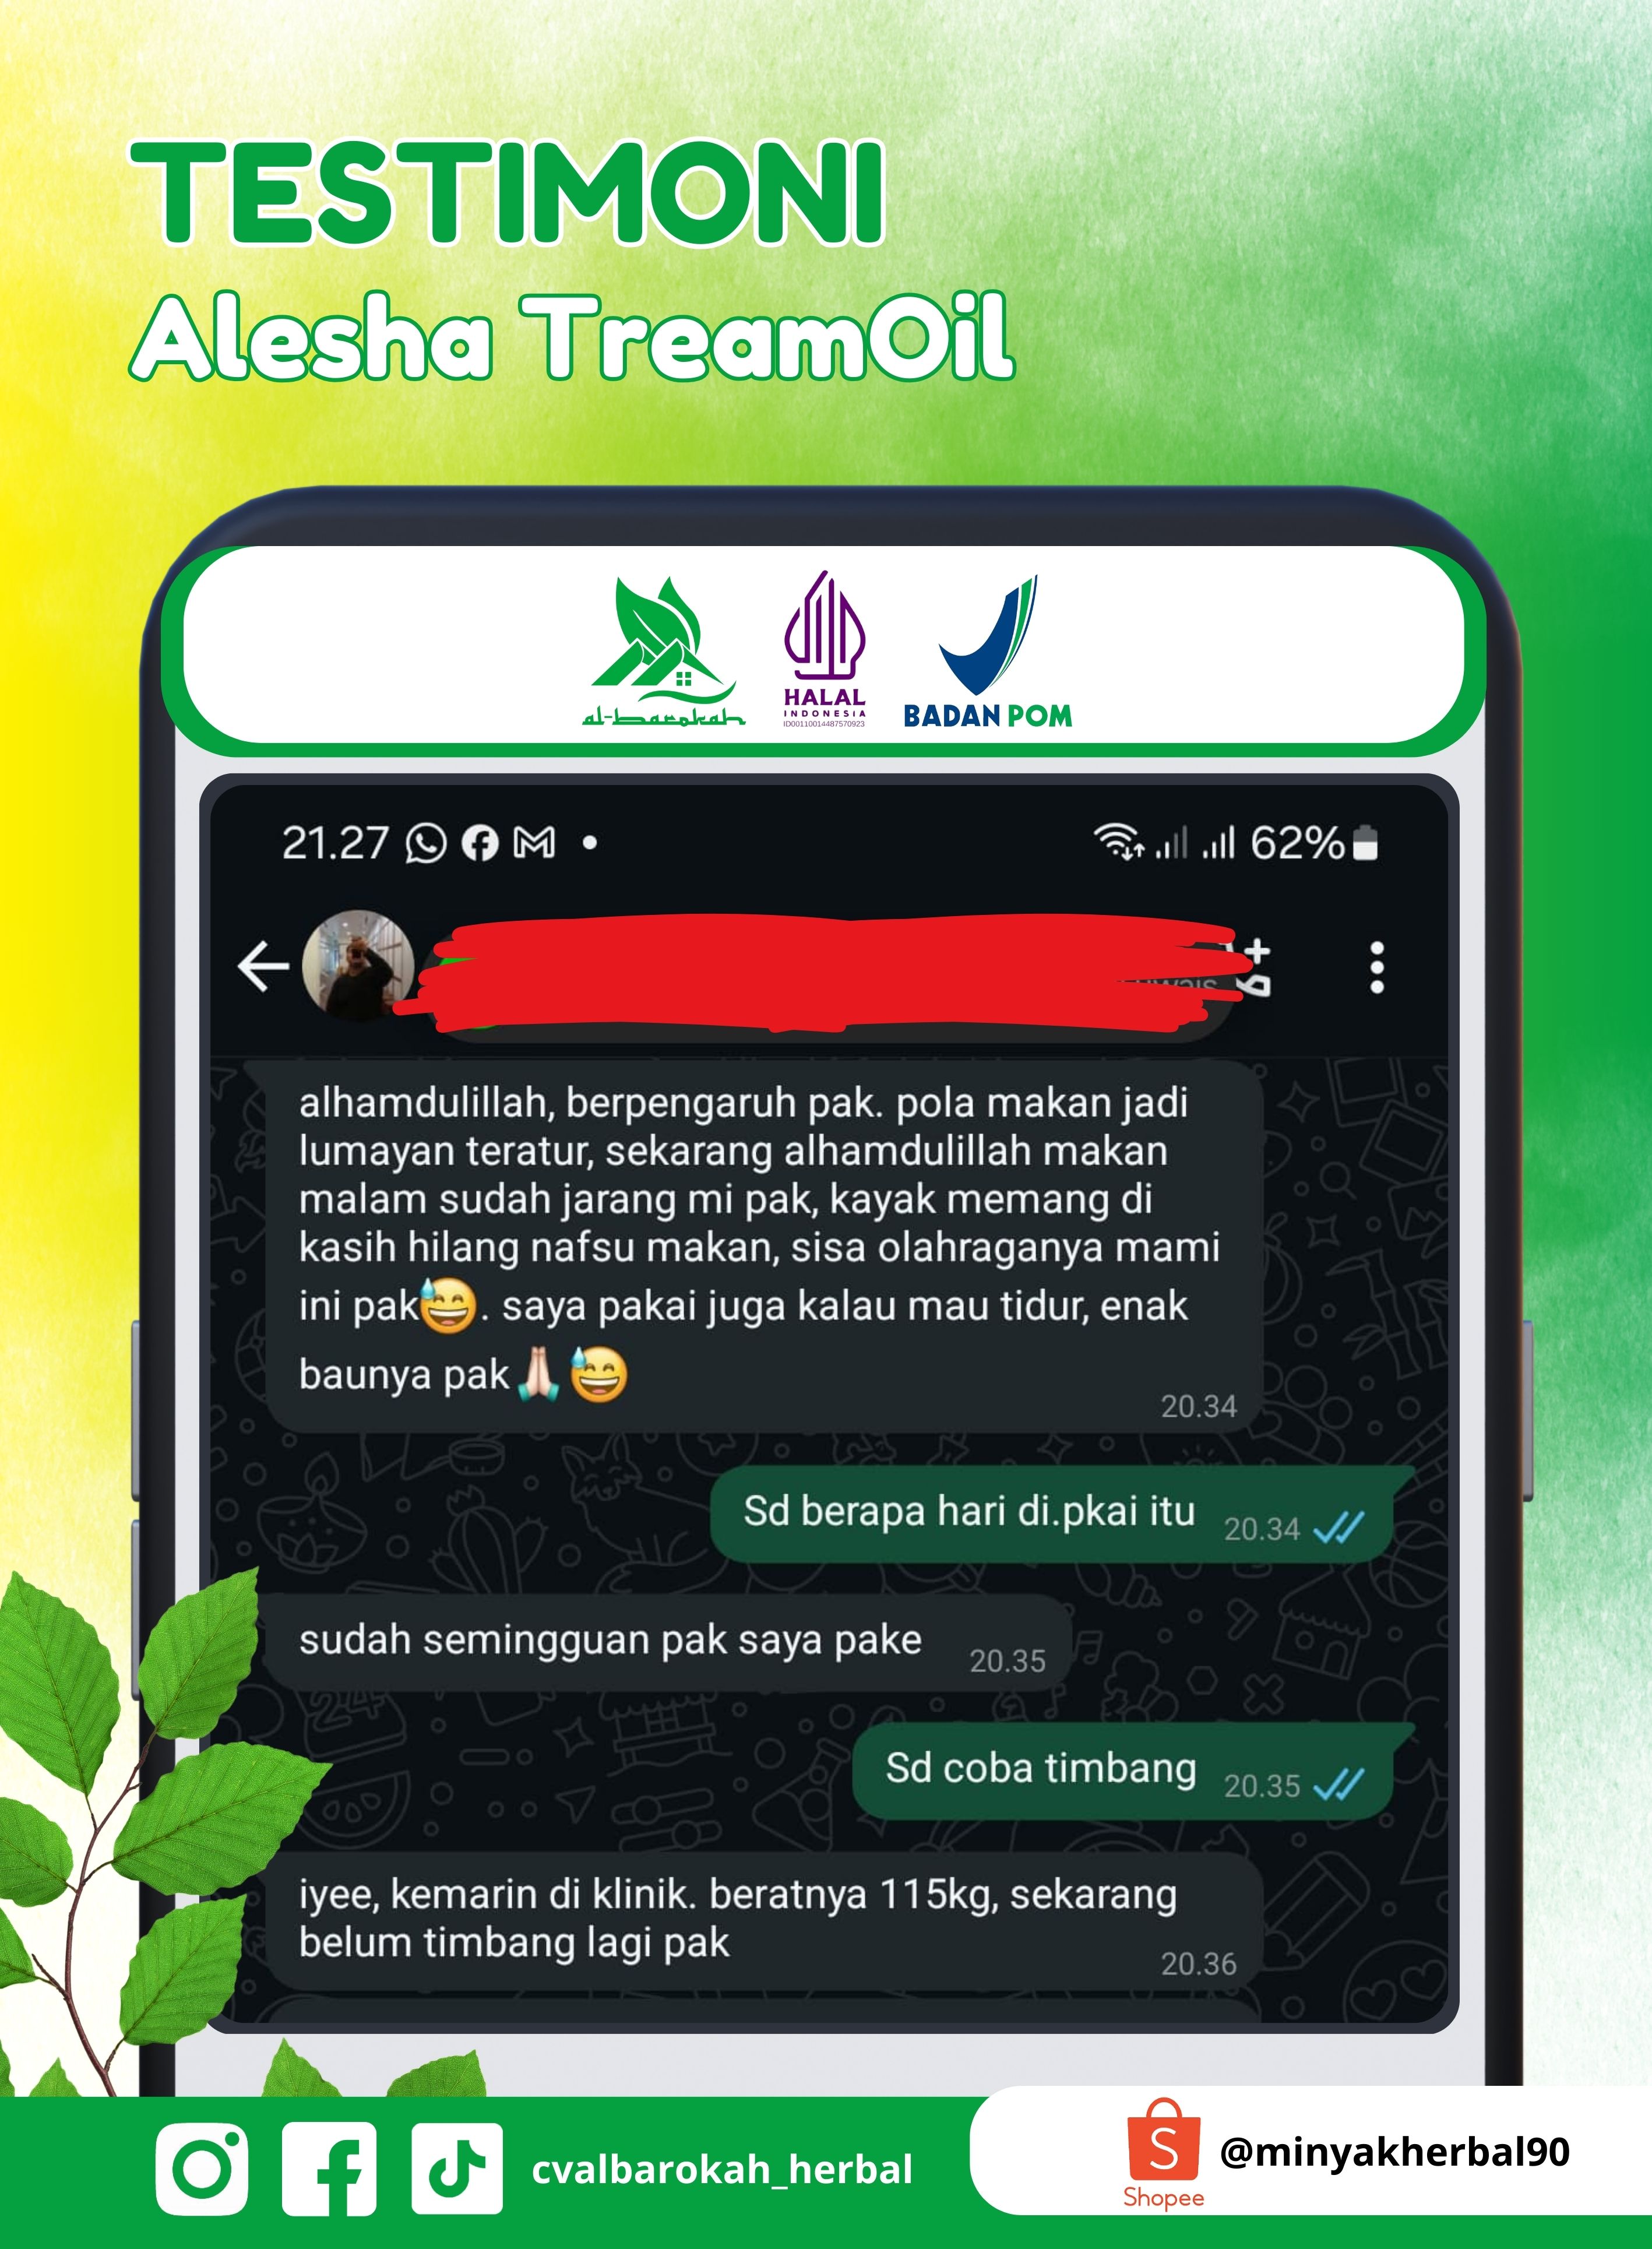 TESTIMONI
Alesha TreamOil
al-barokah
HALAL
INDONESIA
ID00110014487570923
BADAN POM
21.27
62%
alhamdulillah, berpengaruh pak. pola makan jadi
lumayan teratur, sekarang alhamdulillah makan
malam sudah jarang mi pak, kayak memang di
kasih hilang nafsu makan, sisa olahraganya mami
ini pak😅. saya pakai juga kalau mau tidur, enak
baunya pak🙏🏻😅
20.34
Sd berapa hari di.pkai itu 20.34
sudah semingguan pak saya pake 20.35
Sd coba timbang 20.35
iyee, kemarin di klinik. beratnya 115kg, sekarang
belum timbang lagi pak
20.36
cvalbarokah_herbal
Shopee
@minyakherbal90